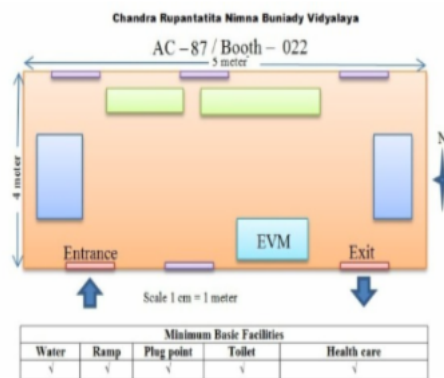 Chandra Rupantatita Nimna Buniady Vidyalaya
AC – 87 / Booth – 022
5 meter
4 meter
N
EVM
Entrance
Exit
Scale 1 cm = 1 meter
Minimum Basic Facilities
Water Ramp Plug point Toilet Health care
√ √ √ √ √